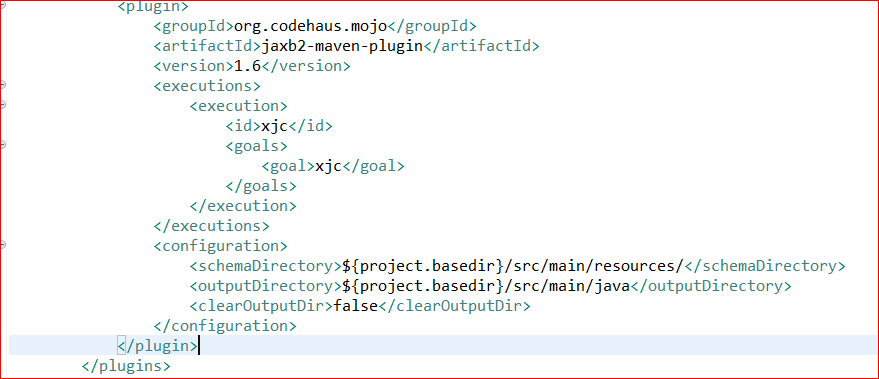 <plugin>
<groupId>org.codehaus.mojo</groupId>
<artifactId>jaxb2-maven-plugin</artifactId>
<version>1.6</version>
<executions>
<execution>
<id>xjc</id>
<goals>
<goal>xjc</goal>
</goals>
</execution>
</executions>
<configuration>
<schemaDirectory>${project.basedir}/src/main/resources/</schemaDirectory>
<outputDirectory>${project.basedir}/src/main/java</outputDirectory>
<clearOutputDir>false</clearOutputDir>
</configuration>
</plugin>
</plugins>